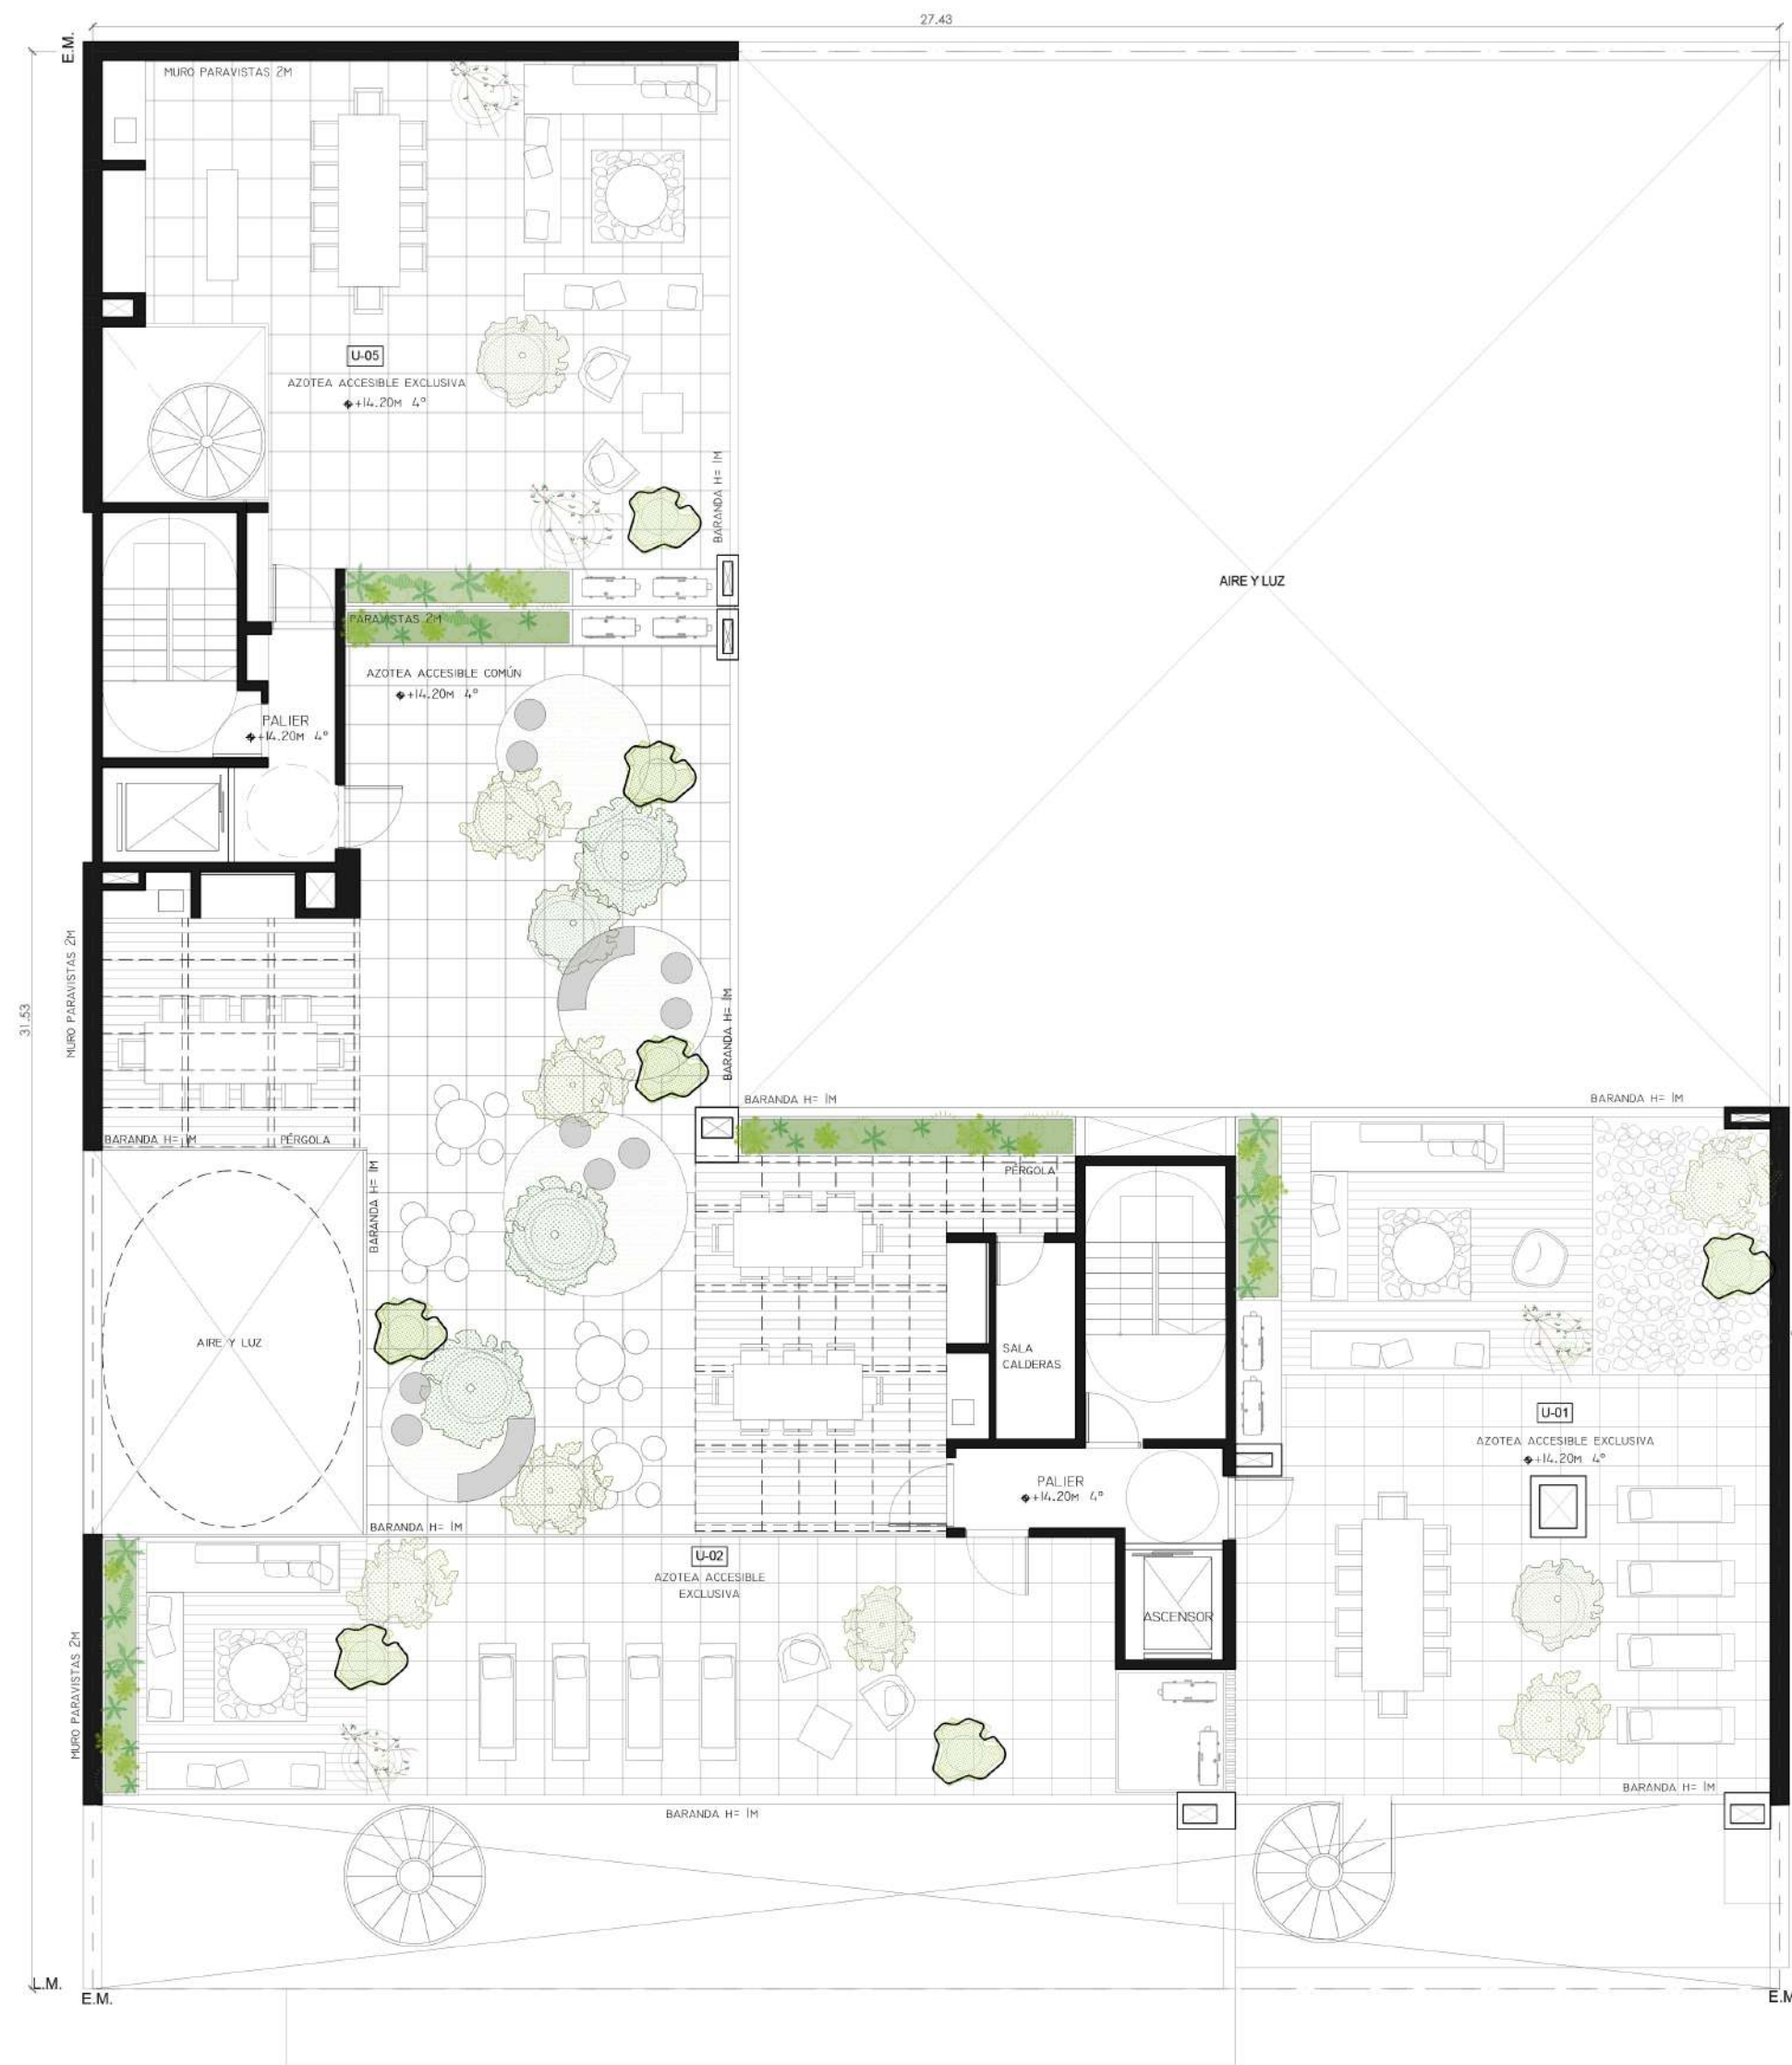 27.43
E.M.
MURO PARAVISTAS 2M
U-05
AZOTEA ACCESIBLE EXCLUSIVA
+14.20M 4°
BARANDA H= 1M
AIRE Y LUZ
PARAVISTAS 2M
AZOTEA ACCESIBLE COMÚN
+14.20M 4°
PALIER
+14.20M 4°
MURO PARAVISTAS 2M
31.53
BARANDA H= 1M
BARANDA H= 1M
BARANDA H= 1M
BARANDA H= 1M
PÉRGOLA
BARANDA H= 1M
PÉRGOLA
AIRE Y LUZ
SALA
CALDERAS
U-01
AZOTEA ACCESIBLE EXCLUSIVA
+14.20M 4°
PALIER
+14.20M 4°
BARANDA H= 1M
U-02
AZOTEA ACCESIBLE
EXCLUSIVA
ASCENSOR
MURO PARAVISTAS 2M
BARANDA H= 1M
BARANDA H= 1M
L.M.
E.M.
E.M